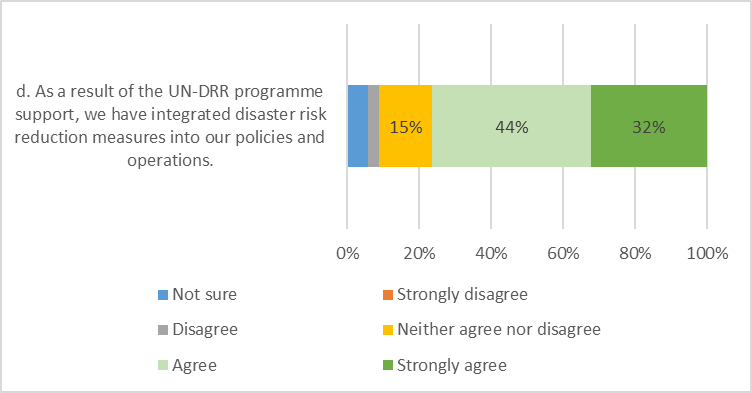 d. As a result of the UN-DRR programme
support, we have integrated disaster risk
reduction measures into our policies and
operations.
15% 44% 32%
0% 20% 40% 60% 80% 100%
Not sure Strongly disagree
Disagree Neither agree nor disagree
Agree Strongly agree